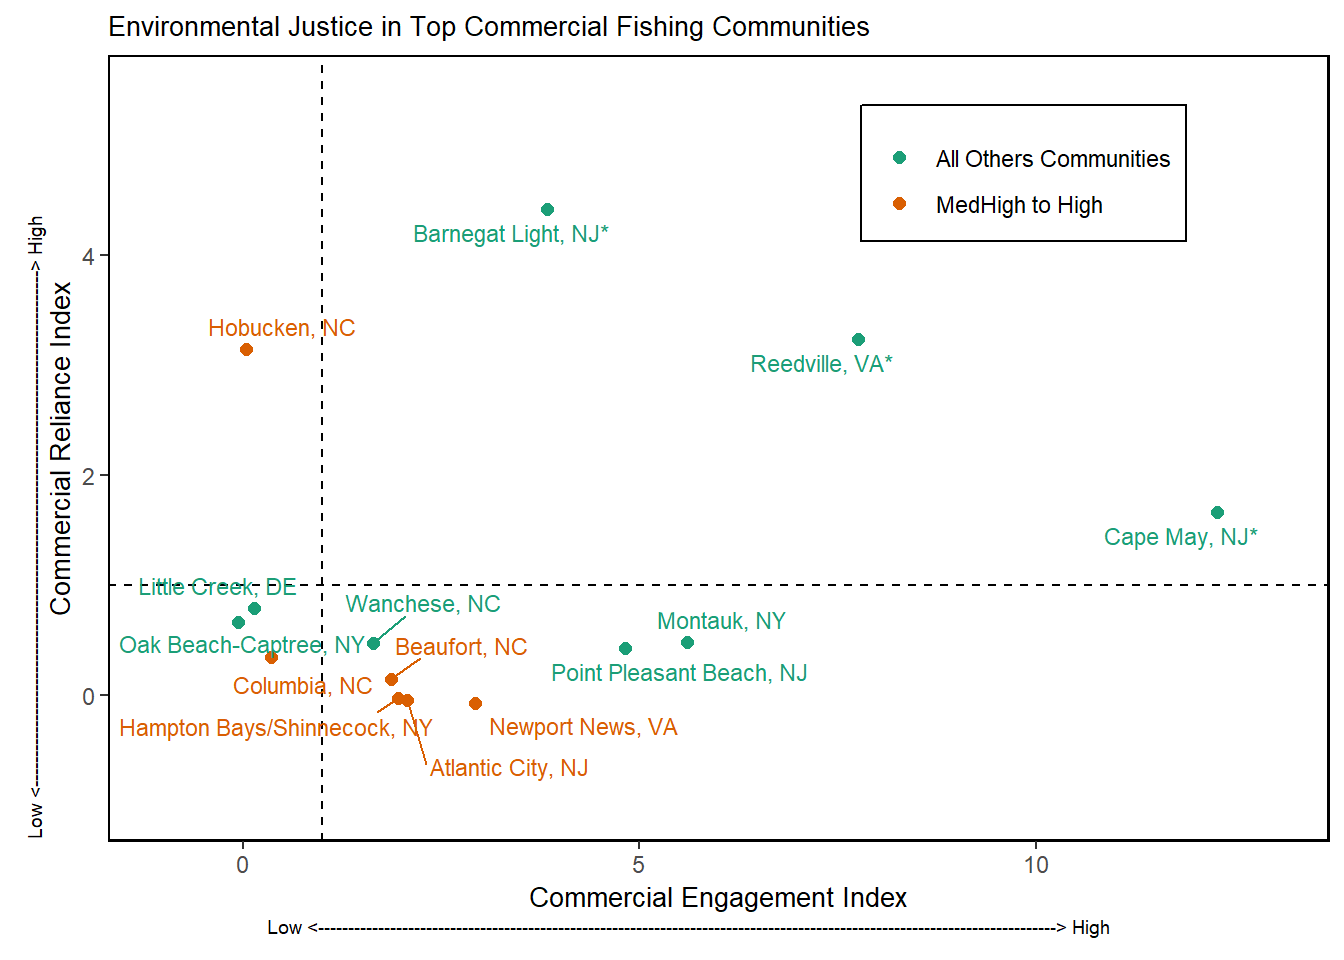 Environmental Justice in Top Commercial Fishing Communities
All Others Communities
MedHigh to High
Barnegat Light, NJ*
Hobucken, NC
Reedville, VA*
Cape May, NJ*
Little Creek, DE
Wanchese, NC
Montauk, NY
Oak Beach-Captree, NY
Beaufort, NC
Point Pleasant Beach, NJ
Columbia, NC
Hampton Bays/Shinnecock, NY
Newport News, VA
Atlantic City, NJ
4
2
0
Commercial Reliance Index
Low <--------------------------------------------------------------------------------------> High
0 5 10
Commercial Engagement Index
Low <---------------------------------------------------------------------------------------------------------------------------> High